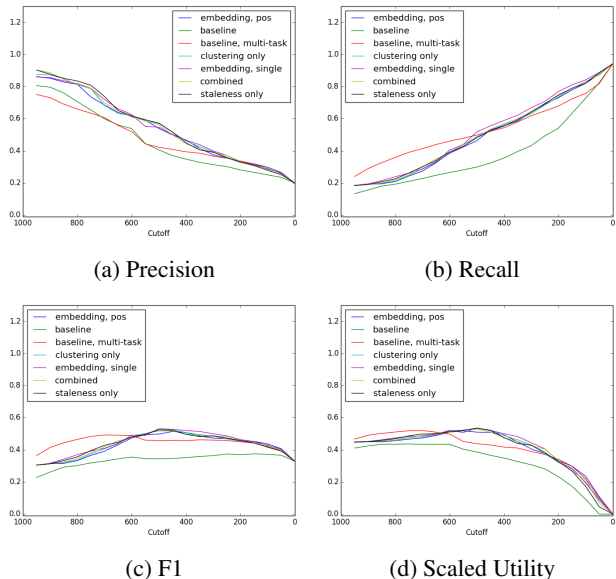 1.2
1.0
0.8
0.6
0.4
0.2
0.0
1000 800 600 400 200 0
Cutoff
embedding, pos
baseline
baseline, multi-task
clustering only
embedding, single
combined
staleness only
(a) Precision
1.2
1.0
0.8
0.6
0.4
0.2
0.0
1000 800 600 400 200 0
Cutoff
embedding, pos
baseline
baseline, multi-task
clustering only
embedding, single
combined
staleness only
(b) Recall
1.2
1.0
0.8
0.6
0.4
0.2
0.0
1000 800 600 400 200 0
Cutoff
embedding, pos
baseline
baseline, multi-task
clustering only
embedding, single
combined
staleness only
(c) F1
1.2
1.0
0.8
0.6
0.4
0.2
0.0
1000 800 600 400 200 0
Cutoff
embedding, pos
baseline
baseline, multi-task
clustering only
embedding, single
combined
staleness only
(d) Scaled Utility